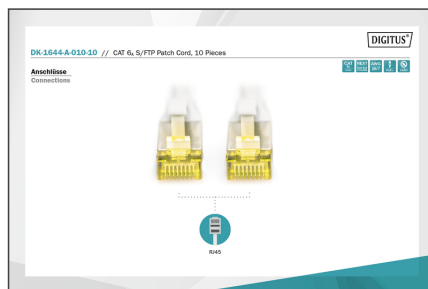 DIGITUS®
DK-1644-A-010-10 // CAT 6A S/FTP Patch Cord, 10 Pieces
Anschlüsse
Connections
RJ45